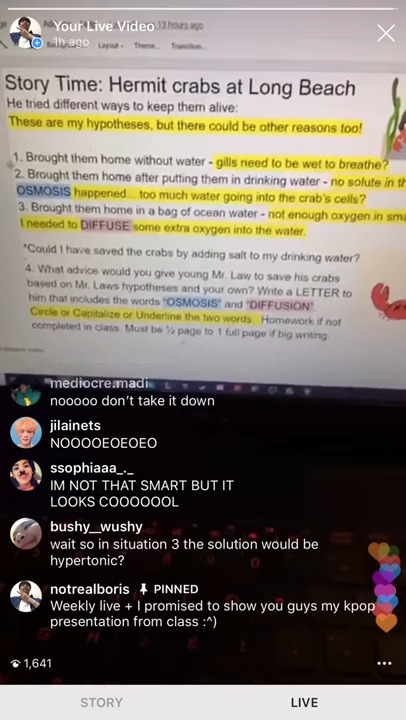 13 hours ago
Your Live Video
1h ago
Layout
Theme...
Transition...
Story Time: Hermit crabs at Long Beach
He tried different ways to keep them alive:
These are my hypotheses, but there could be other reasons too!
1. Brought them home without water - gills need to be wet to breathe?
2. Brought them home after putting them in drinking water - no solute in
OSMOSIS happened... too much water going into the crab's cells?
3. Brought them home in a bag of ocean water - not enough oxygen in
I needed to DIFFUSE some extra oxygen into the water.
*Could I have saved the crabs by adding salt to my drinking water?
4. What advice would you give young Mr. Law to save his crabs
based on Mr. Laws hypotheses and your own? Write a LETTER to
him that includes the words "OSMOSIS" and "DIFFUSION".
Circle or Capitalize or Underline the two words. Homework if not
completed in class. Must be ½ page to 1 full page if big writing.
mediocre.madi
nooooo don't take it down
jilainets
NOOOOEOEOEO
ssophiaaa_._
IM NOT THAT SMART BUT IT
LOOKS COOOOOOL
bushy__wushy
wait so in situation 3 the solution would be
hypertonic?
notrealboris PINNED
Weekly live + I promised to show you guys my kpop
presentation from class :^)
1,641
STORY
LIVE